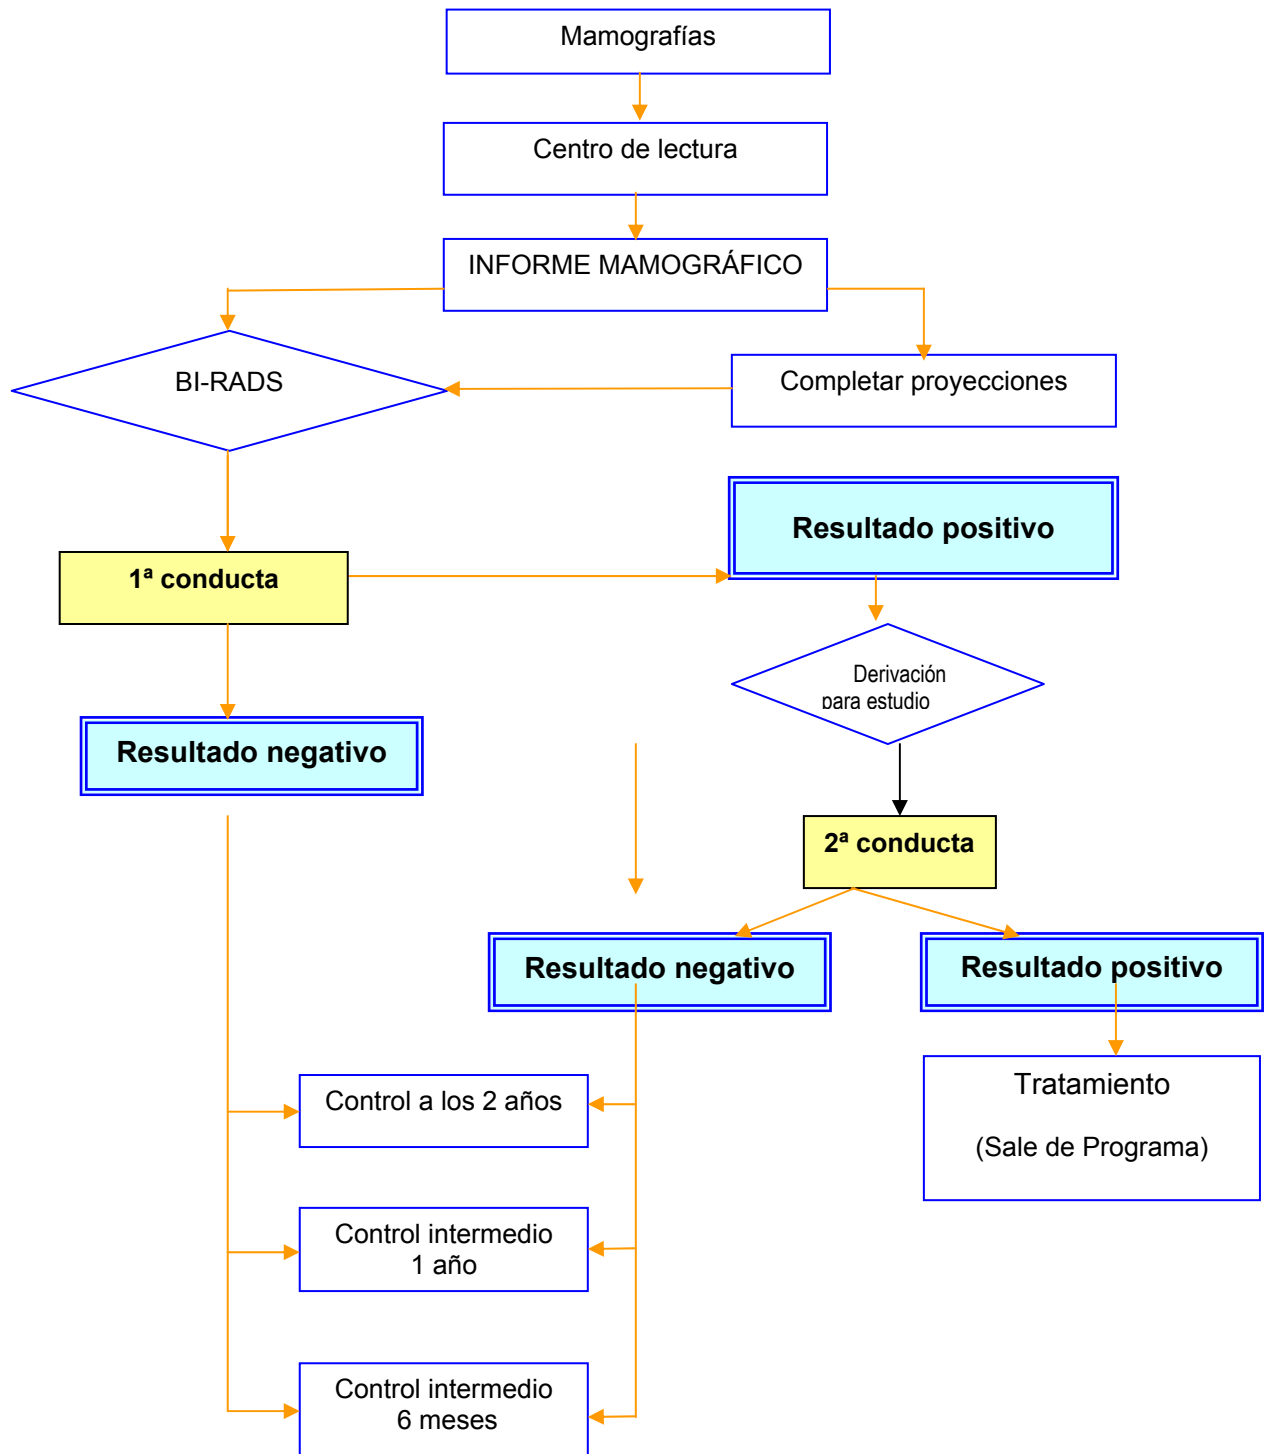 Mamografías
Centro de lectura
INFORME MAMOGRÁFICO
BI-RADS
Completar proyecciones
Resultado positivo
1ª conducta
Derivación
para estudio
Resultado negativo
2ª conducta
Resultado negativo
Resultado positivo
Control a los 2 años
Tratamiento
(Sale de Programa)
Control intermedio
1 año
Control intermedio
6 meses